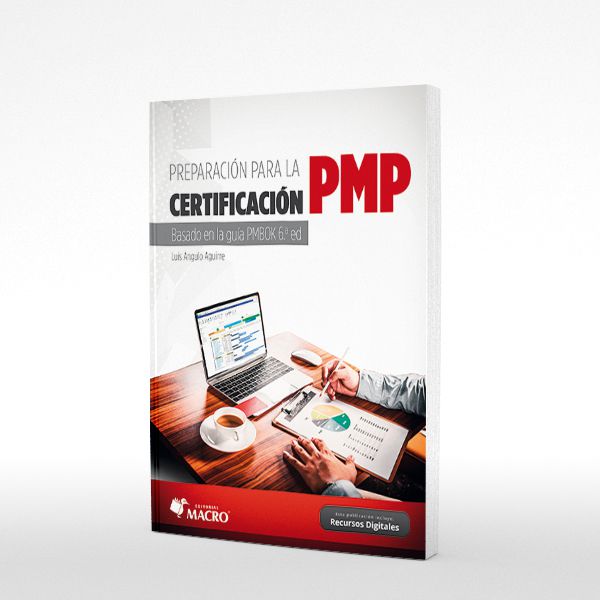 PREPARACIÓN PARA LA
CERTIFICACIÓN PMP
Basado en la guía PMBOK 6.ª ed
Luis Angulo Aguirre
EDITORIAL
MACRO®
Esta publicación incluye:
Recursos Digitales